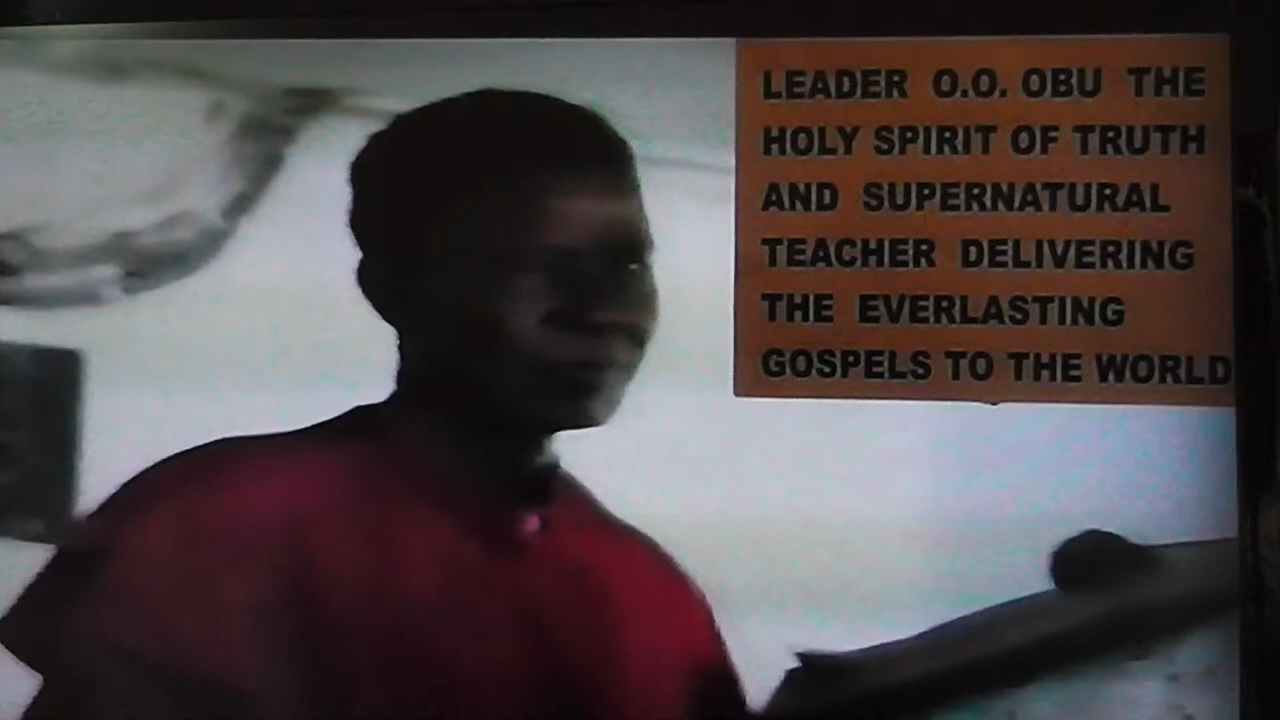 LEADER O.O. OBU THE
HOLY SPIRIT OF TRUTH
AND SUPERNATURAL
TEACHER DELIVERING
THE EVERLASTING
GOSPELS TO THE WORLD